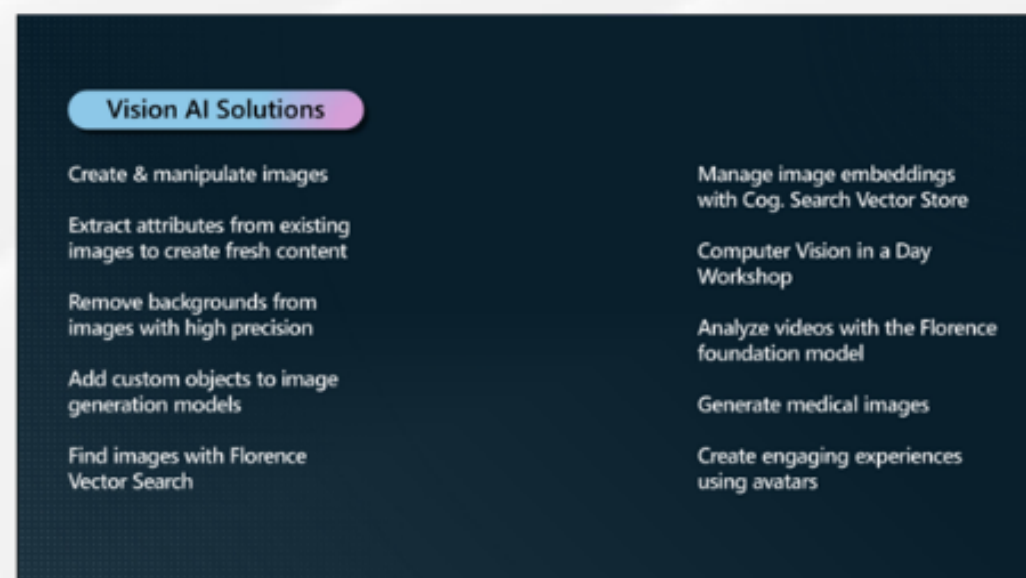 Vision AI Solutions
Create & manipulate images
Extract attributes from existing
images to create fresh content
Remove backgrounds from
images with high precision
Add custom objects to image
generation models
Find images with Florence
Vector Search
Manage image embeddings
with Cog. Search Vector Store
Computer Vision in a Day
Workshop
Analyze videos with the Florence
foundation model
Generate medical images
Create engaging experiences
using avatars